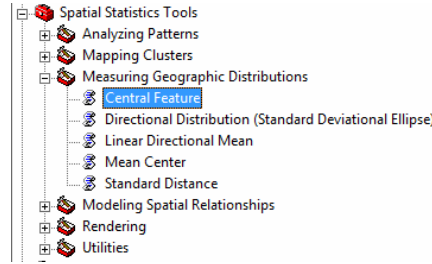 Spatial Statistics Tools
Analyzing Patterns
Mapping Clusters
Measuring Geographic Distributions
Central Feature
Directional Distribution (Standard Deviational Ellipse)
Linear Directional Mean
Mean Center
Standard Distance
Modeling Spatial Relationships
Rendering
Utilities